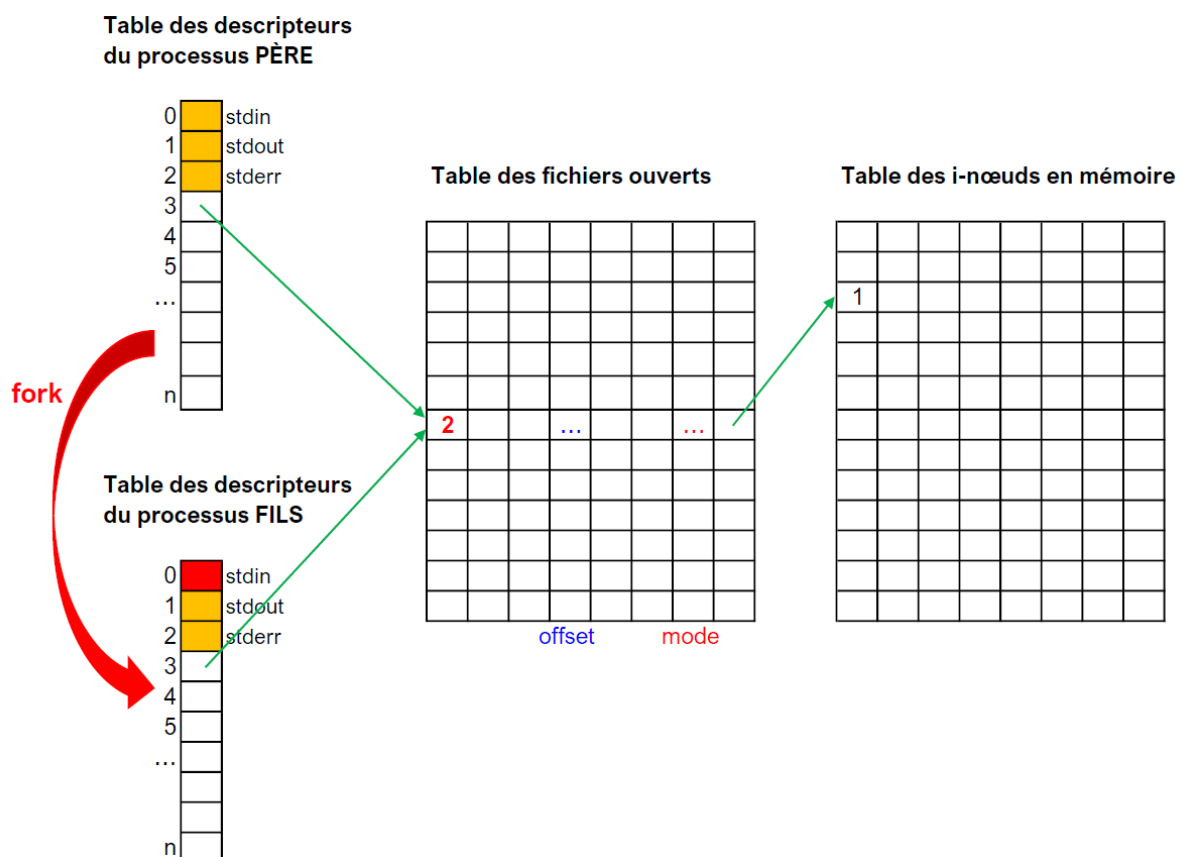 Table des descripteurs
du processus PÈRE
0 stdin
1 stdout
2 stderr
3
4
5
...
n
fork
Table des fichiers ouverts
2 ... ...
offset mode
Table des i-nœuds en mémoire
1
Table des descripteurs
du processus FILS
0 stdin
1 stdout
2 stderr
3
4
5
...
n